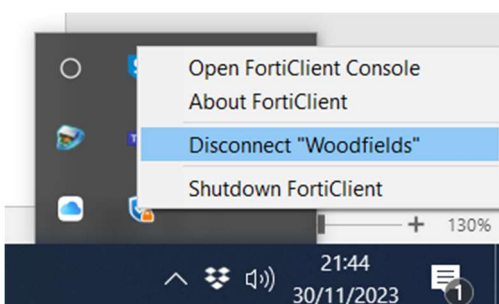 Open FortiClient Console
About FortiClient
Disconnect "Woodfields"
Shutdown FortiClient
130%
21:44
30/11/2023
1